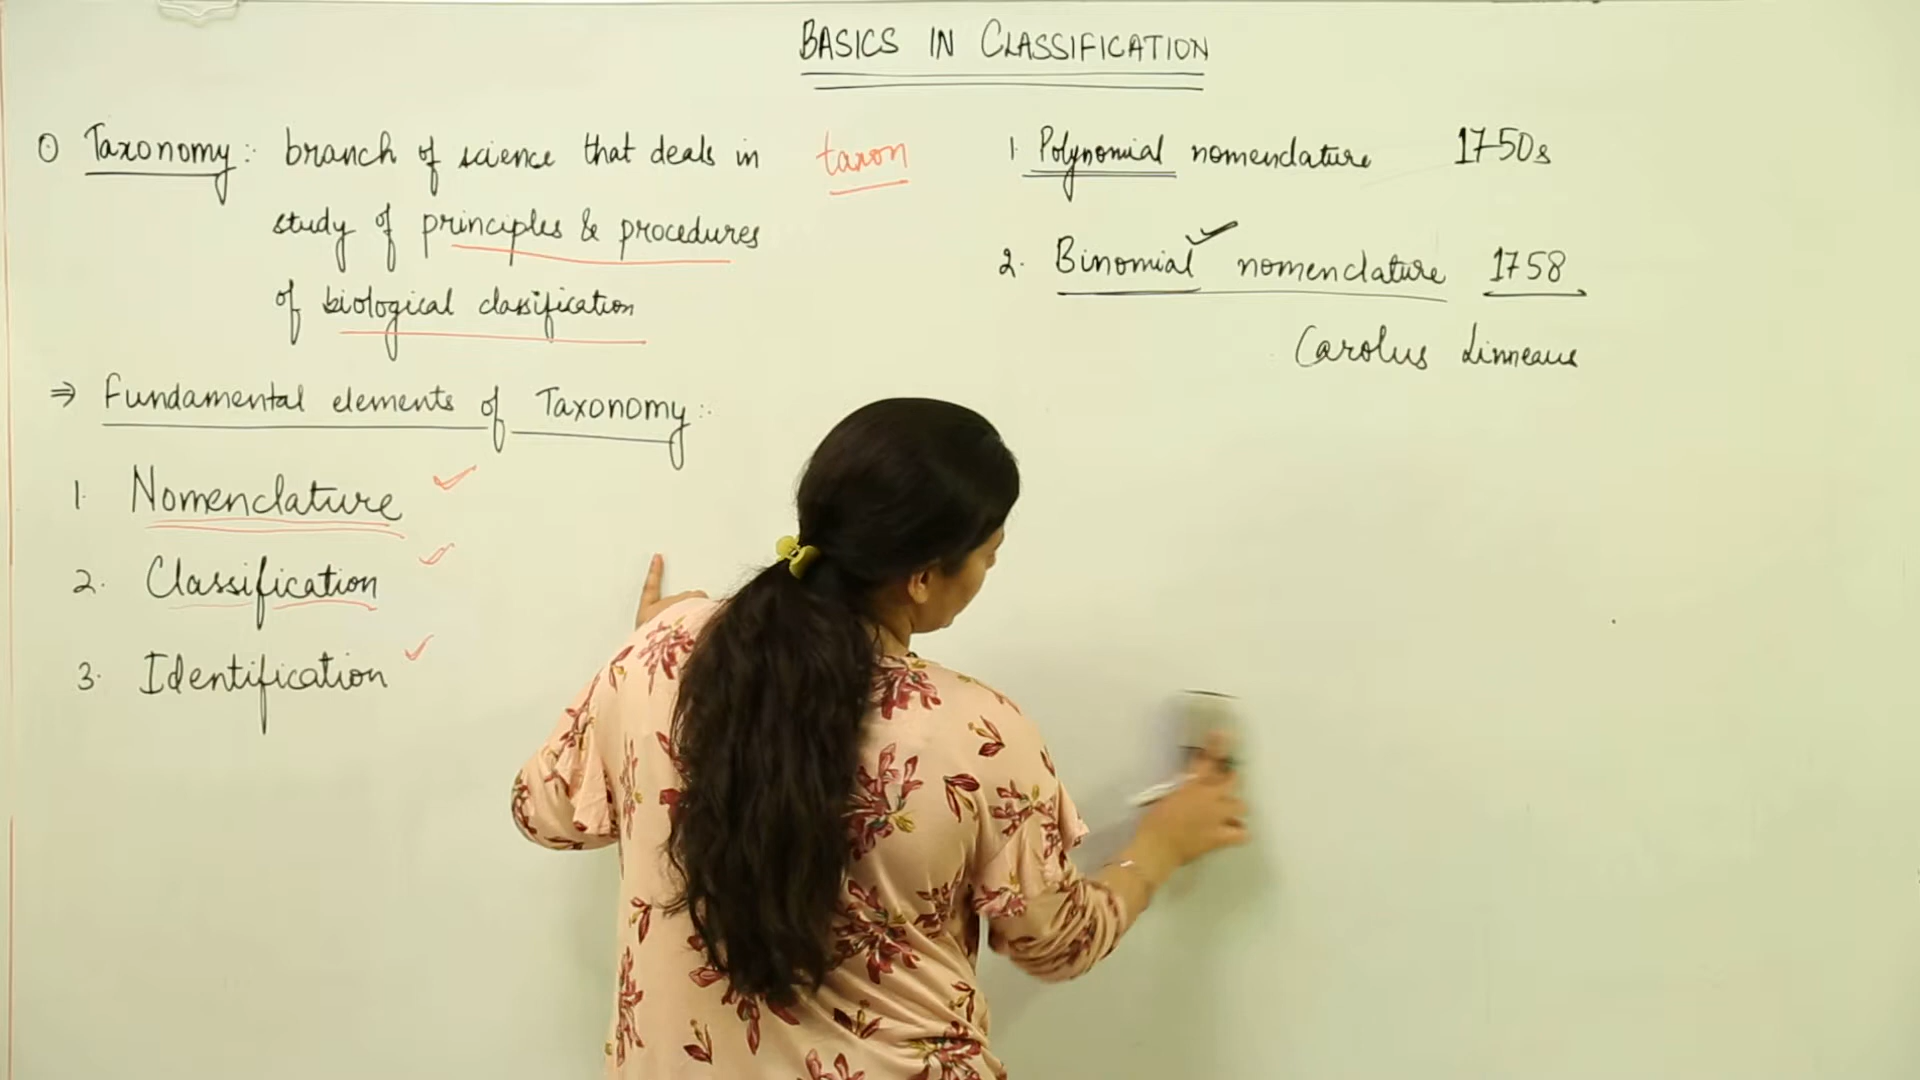 BASICS IN CLASSIFICATION
① Taxonomy: branch of science that deals in taxon
study of principles & procedures
of biological classification
⇒ Fundamental elements of Taxonomy:
1. Nomenclature ✓
2. Classification ✓
3. Identification ✓
1. Polynomial nomenclature 1750s
2. Binomial ✓ nomenclature 1758
Carolus Linneaus